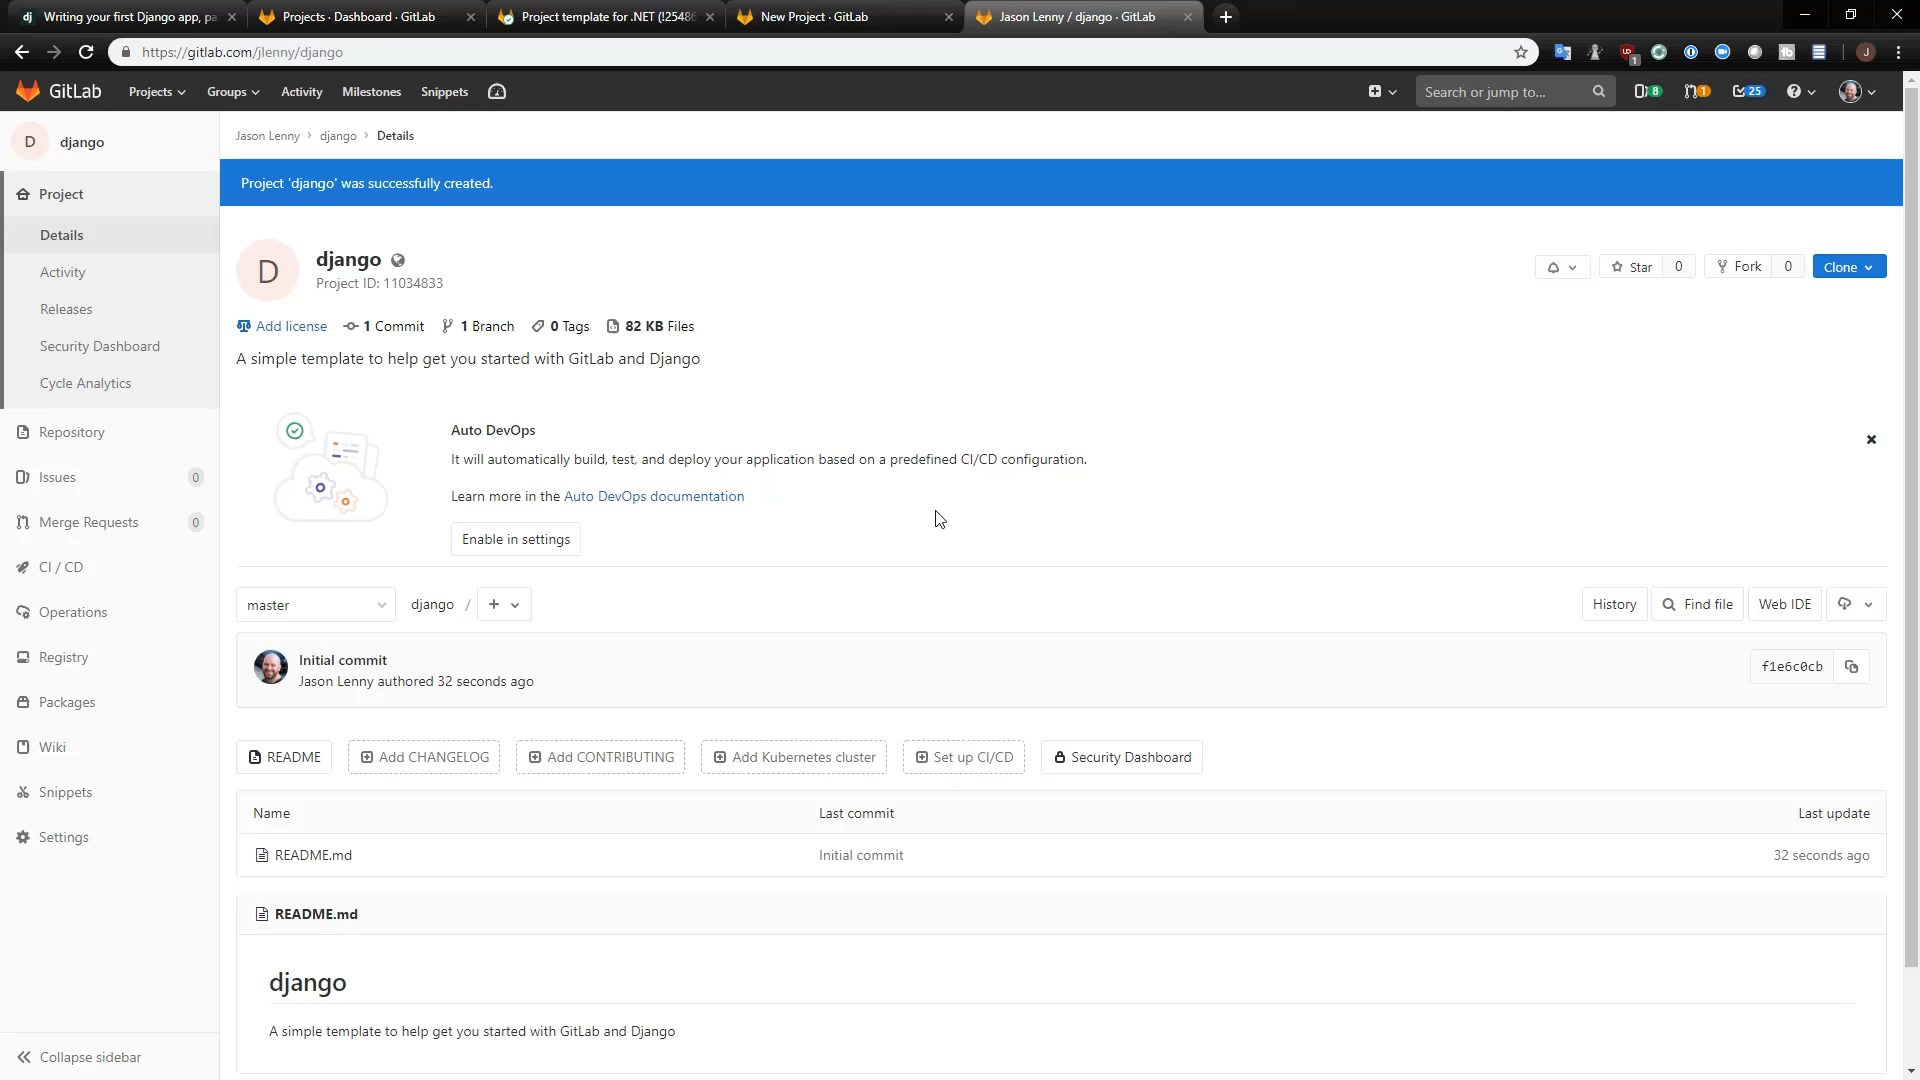 dj Writing your first Django app, pa
Projects · Dashboard · GitLab
Project template for .NET (!2548
New Project · GitLab
Jason Lenny / django · GitLab
https://gitlab.com/jlenny/django
1
J
GitLab
Projects
Groups
Activity
Milestones
Snippets
Search or jump to...
8
1
25
D django
Project
Details
Activity
Releases
Security Dashboard
Cycle Analytics
Repository
Issues 0
Merge Requests 0
CI / CD
Operations
Registry
Packages
Wiki
Snippets
Settings
Collapse sidebar
Jason Lenny > django > Details
Project 'django' was successfully created.
D
django
Project ID: 11034833
Star 0
Fork 0
Clone
Add license 1 Commit 1 Branch 0 Tags 82 KB Files
A simple template to help get you started with GitLab and Django
Auto DevOps
It will automatically build, test, and deploy your application based on a predefined CI/CD configuration.
Learn more in the Auto DevOps documentation
Enable in settings
master
django / +
History
Find file
Web IDE
Initial commit
Jason Lenny authored 32 seconds ago
f1e6c0cb
README
Add CHANGELOG
Add CONTRIBUTING
Add Kubernetes cluster
Set up CI/CD
Security Dashboard
Name Last commit Last update
README.md Initial commit 32 seconds ago
README.md
django
A simple template to help get you started with GitLab and Django